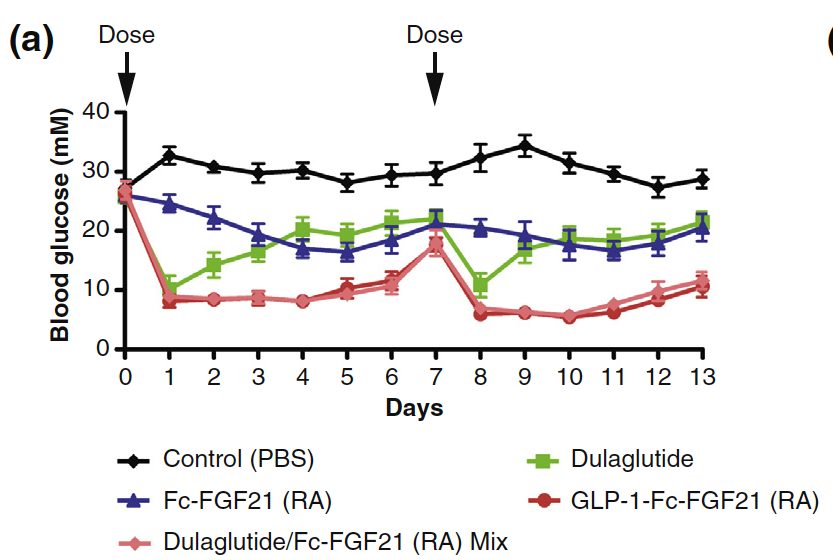 (a)
Dose
Dose
Blood glucose (mM)
40
30
20
10
0
0 1 2 3 4 5 6 7 8 9 10 11 12 13
Days
Control (PBS)
Dulaglutide
Fc-FGF21 (RA)
GLP-1-Fc-FGF21 (RA)
Dulaglutide/Fc-FGF21 (RA) Mix